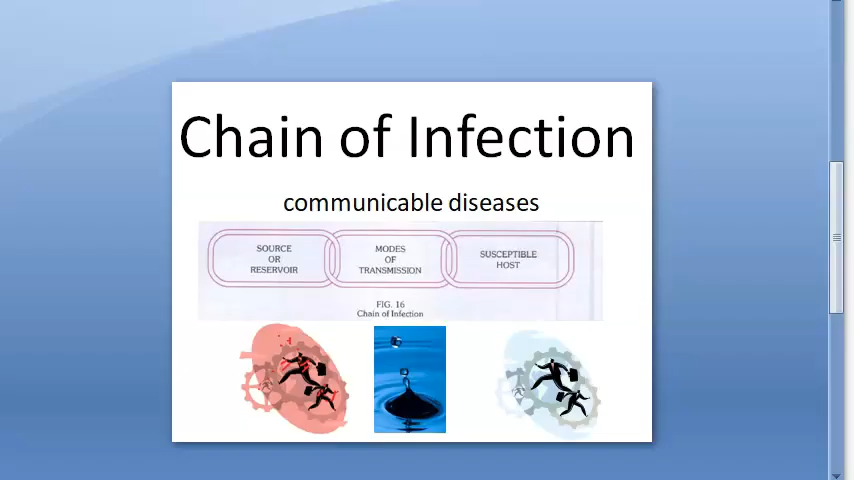 Chain of Infection
communicable diseases
SOURCE
OR
RESERVOIR
MODES
OF
TRANSMISSION
SUSCEPTIBLE
HOST
FIG. 16
Chain of Infection